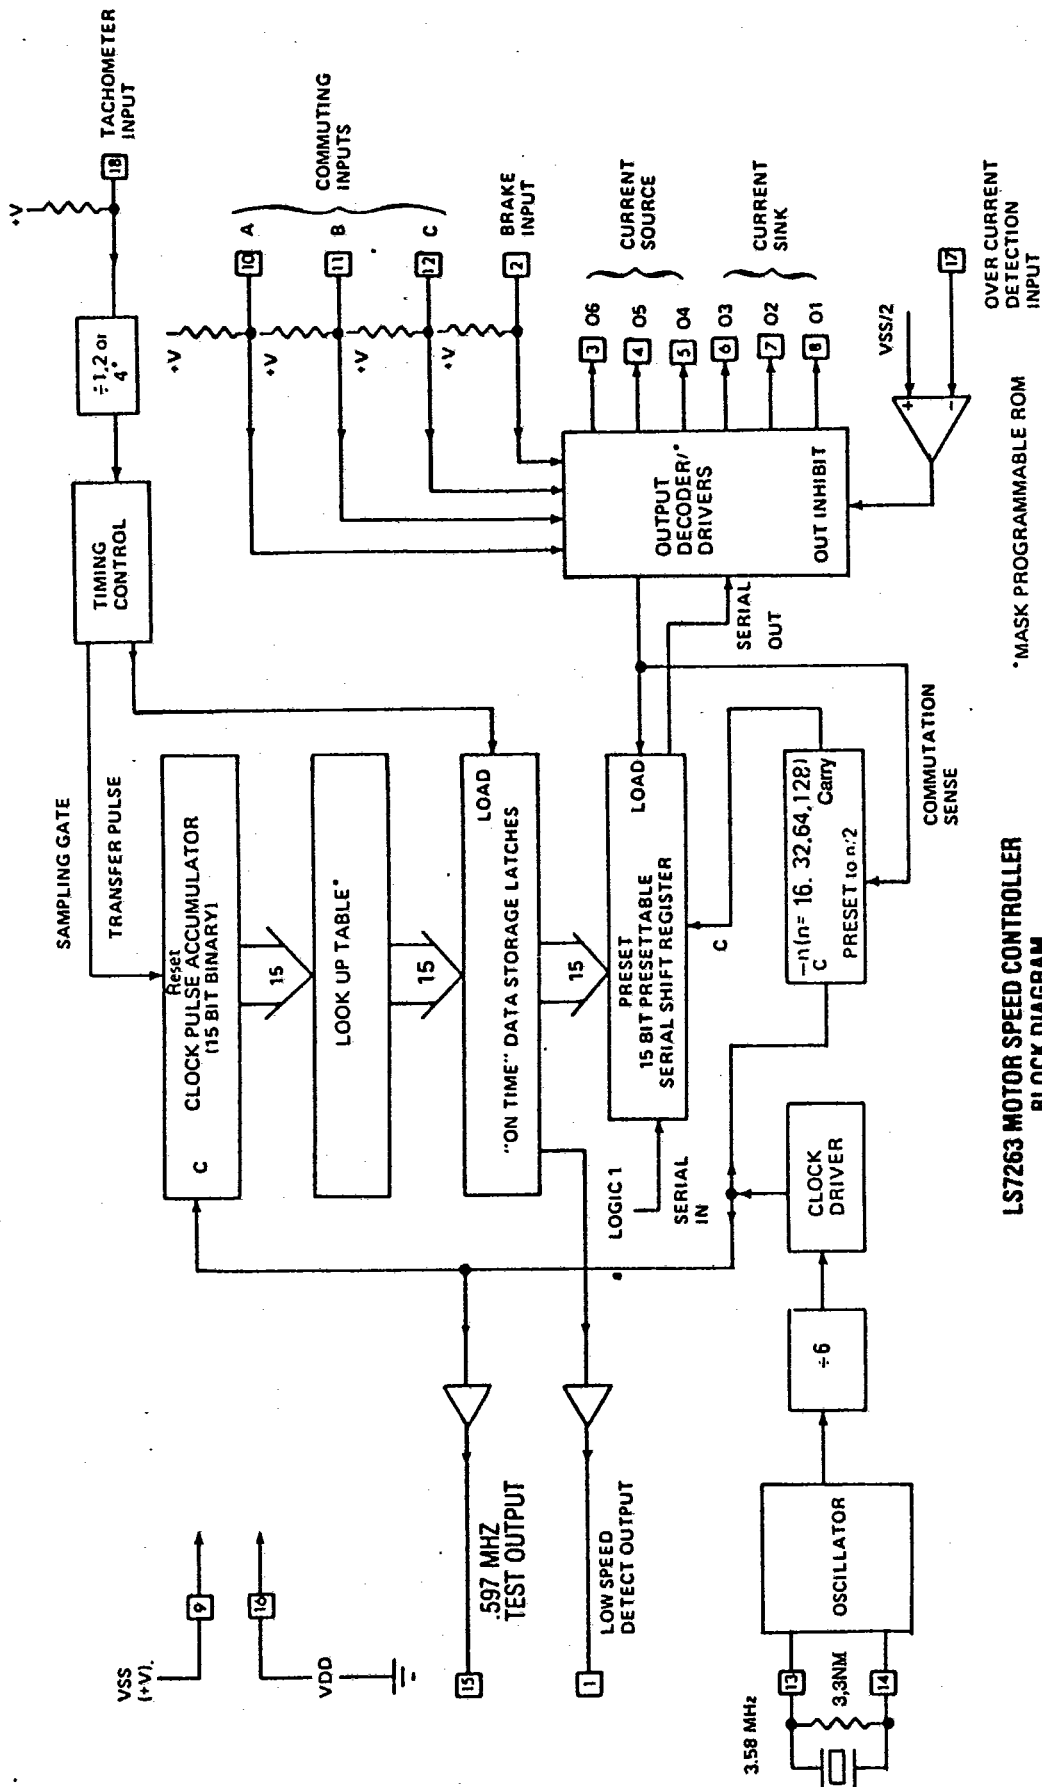 +V
18
TACHOMETER
INPUT
÷1,2 or
4*
TIMING
CONTROL
SAMPLING GATE
TRANSFER PULSE
Reset
C
CLOCK PULSE ACCUMULATOR
(15 BIT BINARY)
15
LOOK UP TABLE*
15
LOAD
"ON TIME" DATA STORAGE LATCHES
15
PRESET
LOAD
15 BIT PRESETTABLE
SERIAL SHIFT REGISTER
LOGIC 1
SERIAL
IN
C
-n(n= 16. 32,64,128)
C
Carry
PRESET to n/2
COMMUTATION
SENSE
SERIAL
OUT
+V
10
A
+V
11
B
+V
12
C
+V
2
COMMUTING
INPUTS
BRAKE
INPUT
OUTPUT
DECODER/*
DRIVERS
OUT INHIBIT
3
O6
4
O5
5
O4
CURRENT
SOURCE
6
O3
7
O2
8
O1
CURRENT
SINK
VSS/2
+
−
17
OVER CURRENT
DETECTION
INPUT
*MASK PROGRAMMABLE ROM
VSS
(+V).
9
16
VDD
15
.597 MHZ
TEST OUTPUT
1
LOW SPEED
DETECT OUTPUT
3.58 MHz
13
3,3NM
14
OSCILLATOR
÷6
CLOCK
DRIVER
LS7263 MOTOR SPEED CONTROLLER
BLOCK DIAGRAM